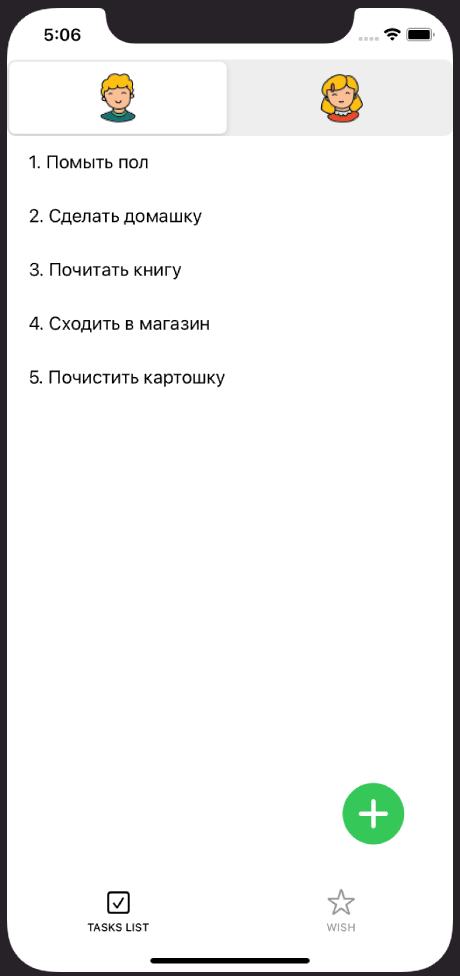 5:06
1. Помыть пол
2. Сделать домашку
3. Почитать книгу
4. Сходить в магазин
5. Почистить картошку
TASKS LIST
WISH